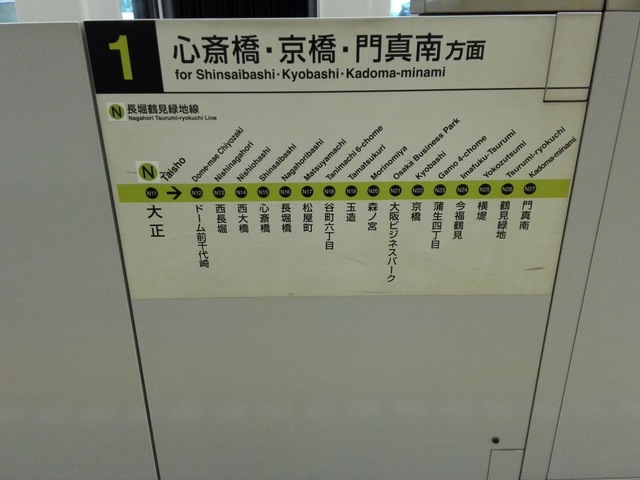 1
心斎橋・京橋・門真南方面
for Shinsaibashi・Kyobashi・Kadoma-minami
N 長堀鶴見緑地線
Nagahori Tsurumi-ryokuchi Line
N
Taisho
Dome-mae Chiyozaki
Nishinagahori
Nishiohashi
Shinsaibashi
Nagahoribashi
Matsuyamachi
Tanimachi 6-chome
Tamatsukuri
Morinomiya
Osaka Business Park
Kyobashi
Gamo 4-chome
Imafuku-Tsurumi
Yokozutsumi
Tsurumi-ryokuchi
Kadoma-minami
N11 N12 N13 N14 N15 N16 N17 N18 N19 N20 N21 N22 N23 N24 N25 N26 N27
大正
ドーム前千代崎
西長堀
西大橋
心斎橋
長堀橋
松屋町
谷町六丁目
玉造
森ノ宮
大阪ビジネスパーク
京橋
蒲生四丁目
今福鶴見
横堤
鶴見緑地
門真南